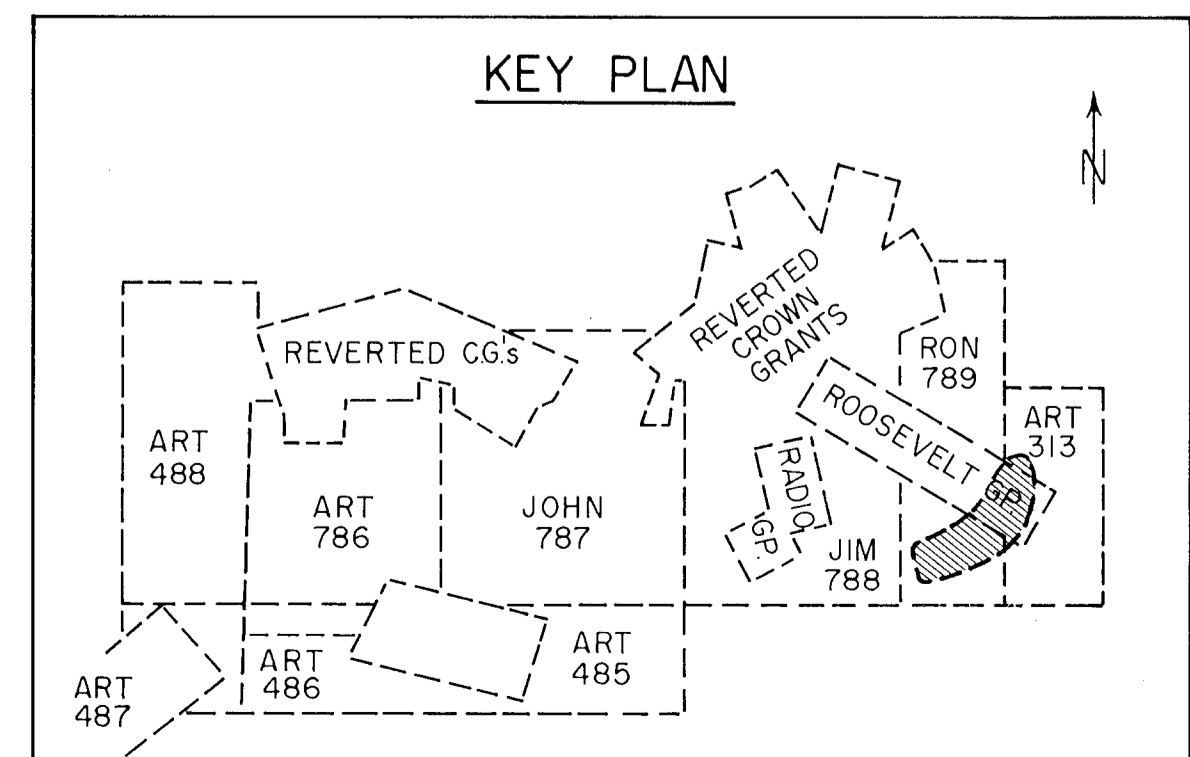 KEY PLAN
N
REVERTED
CROWN
GRANTS
REVERTED C.G.'s
RON
789
ROOSEVELT GP.
ART
313
ART
488
ART
786
JOHN
787
RADIO
GP.
JIM
788
ART
486
ART
485
ART
487